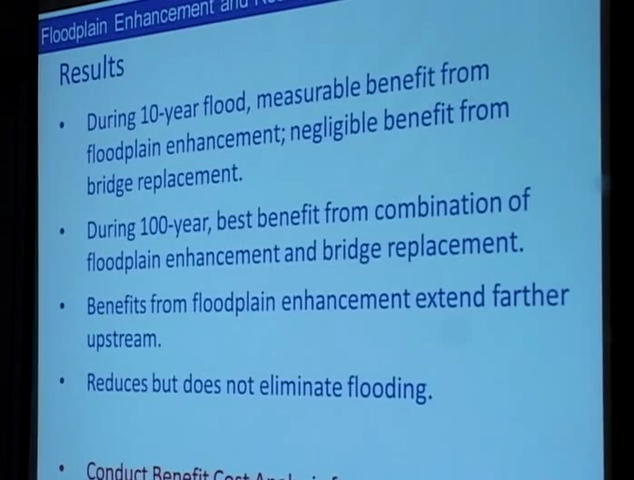 Floodplain Enhancement and
Results
• During 10-year flood, measurable benefit from
floodplain enhancement; negligible benefit from
bridge replacement.
• During 100-year, best benefit from combination of
floodplain enhancement and bridge replacement.
• Benefits from floodplain enhancement extend farther
upstream.
• Reduces but does not eliminate flooding.
• Conduct Benefit Cost Analysis